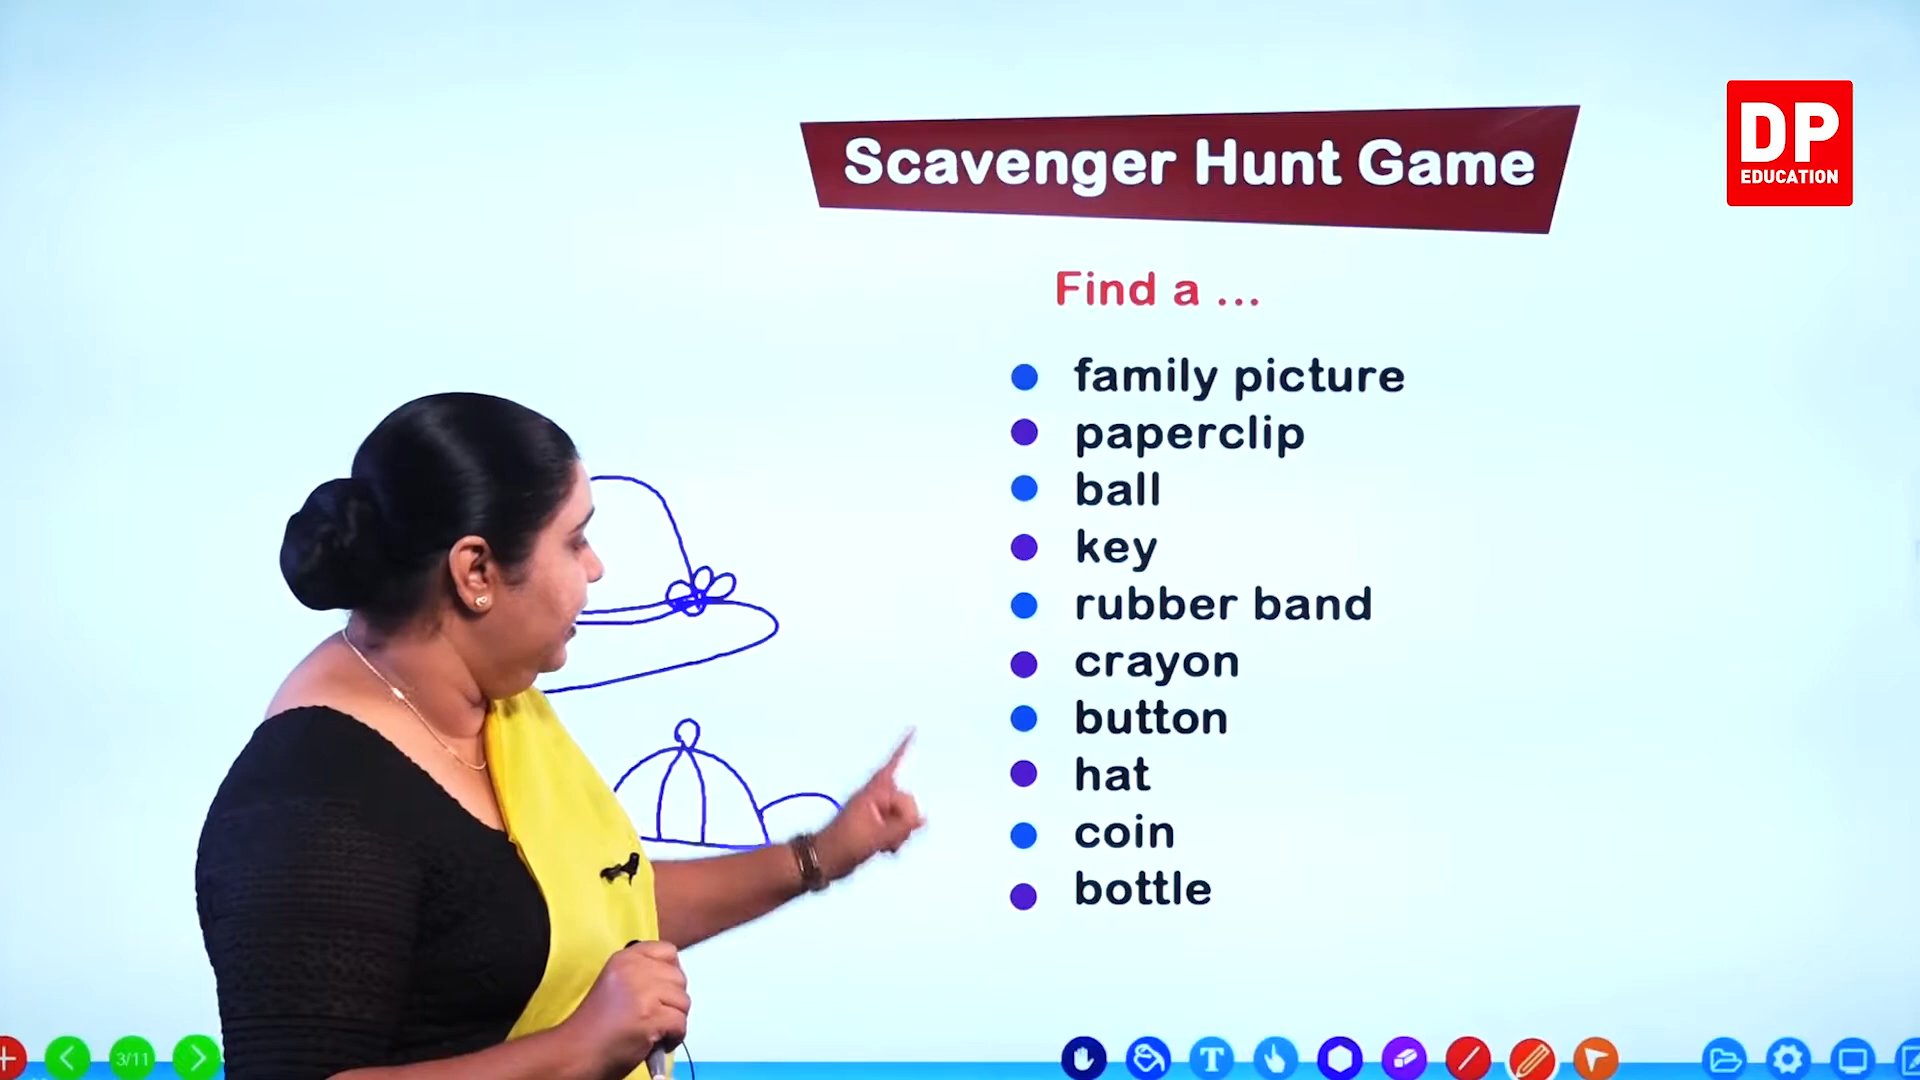 Scavenger Hunt Game
DP
EDUCATION
Find a ...
family picture
paperclip
ball
key
rubber band
crayon
button
hat
coin
bottle
3/11
T